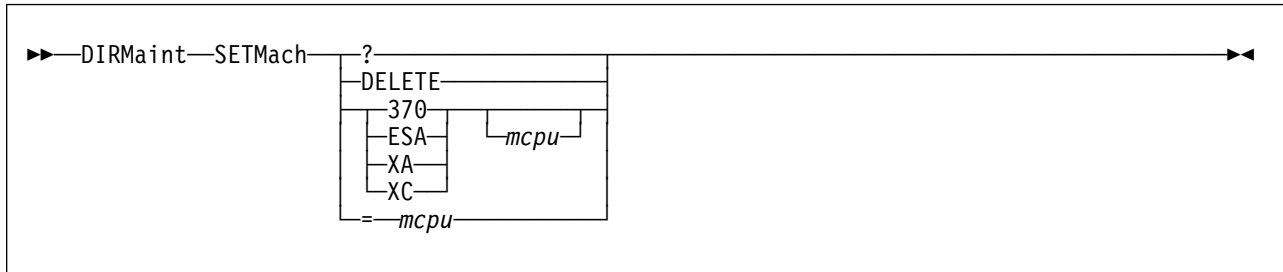 DIRMaint SETMach ?
DELETE
370
ESA mcpu
XA
XC
= mcpu